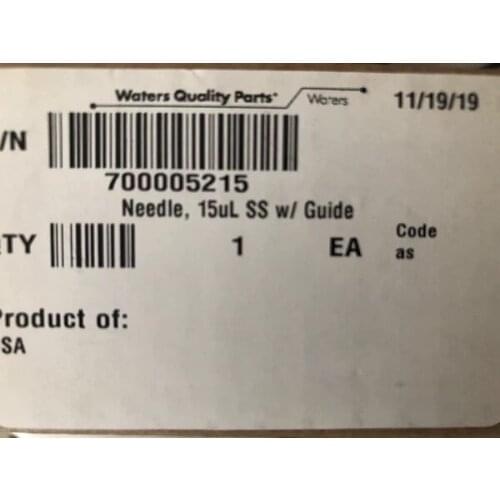 Waters Quality Parts Waters 11/19/19
/N
700005215
Needle, 15uL SS w/ Guide
TY 1 EA Code
as
Product of:
SA